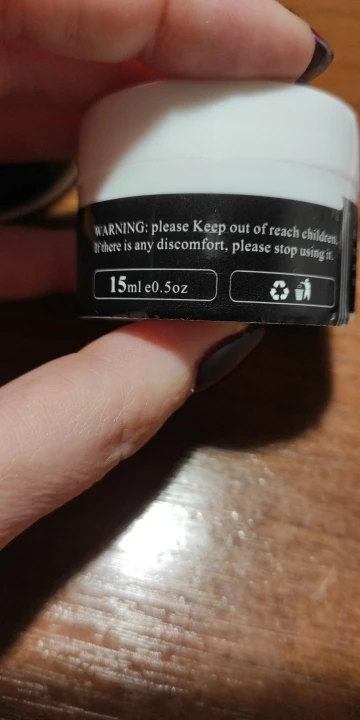 WARNING: please Keep out of reach children,
If there is any discomfort, please stop using it.
15ml e0.5oz